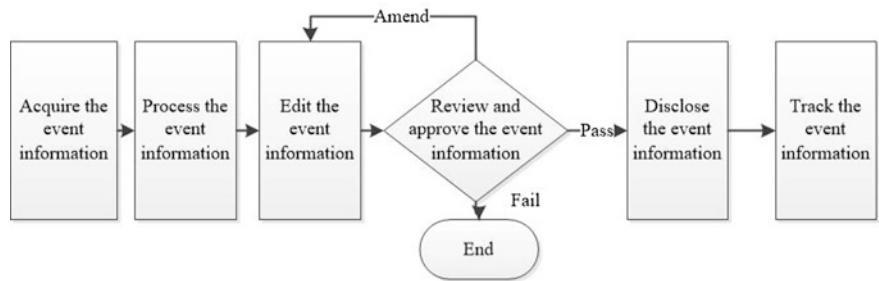 Amend
Acquire the
event
information
Process the
event
information
Edit the
event
information
Review and
approve the event
information
Pass
Disclose
the event
information
Track the
event
information
Fail
End